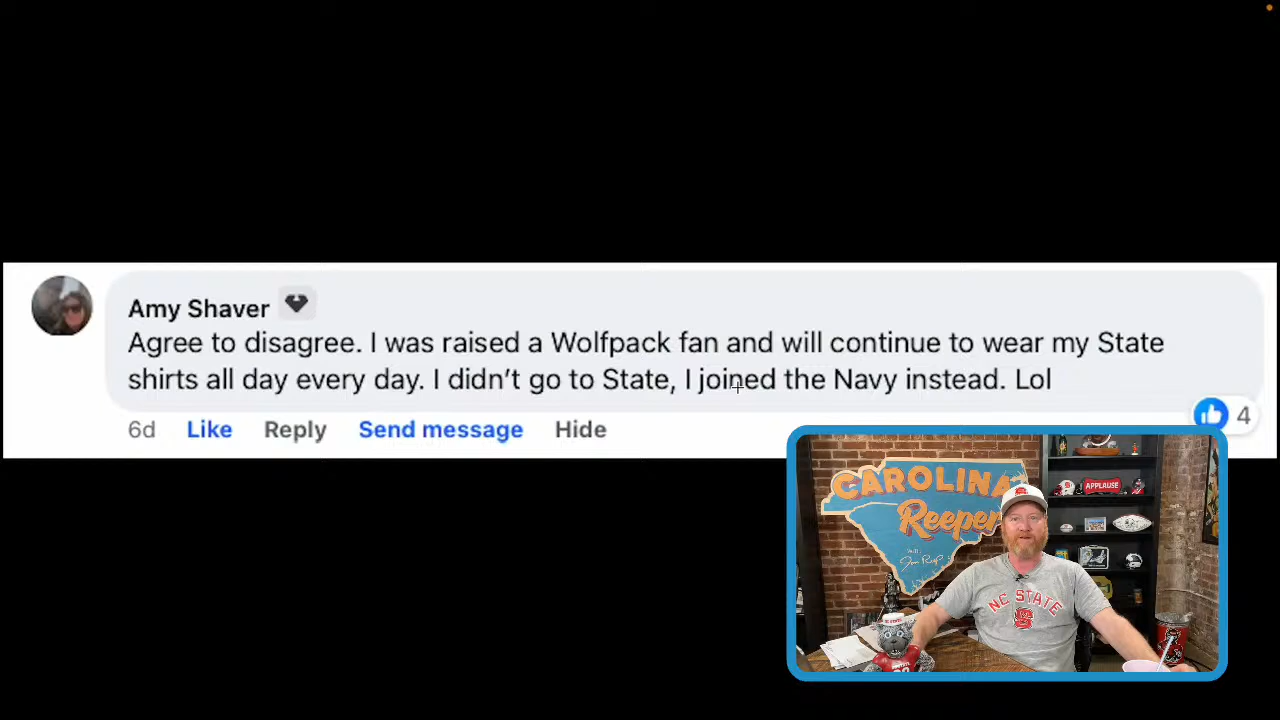 Amy Shaver
Agree to disagree. I was raised a Wolfpack fan and will continue to wear my State
shirts all day every day. I didn't go to State, I joined the Navy instead. Lol
6d Like Reply Send message Hide
4
CAROLINA
Reeper
APPLAUSE
NC STATE